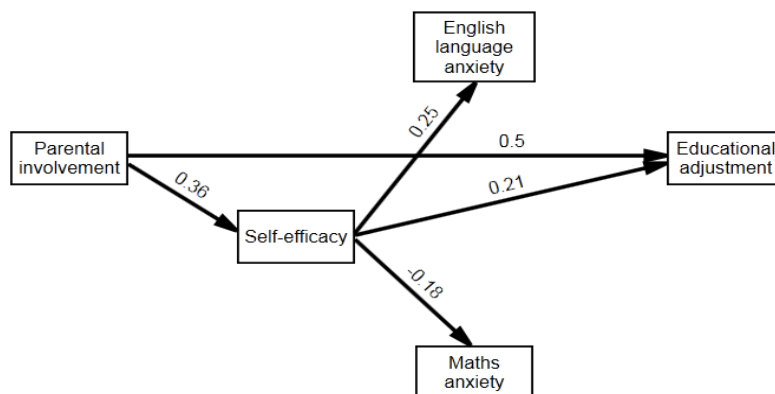 English
language
anxiety
0.25
Parental
involvement
0.5
Educational
adjustment
0.36
0.21
Self-efficacy
-0.18
Maths
anxiety